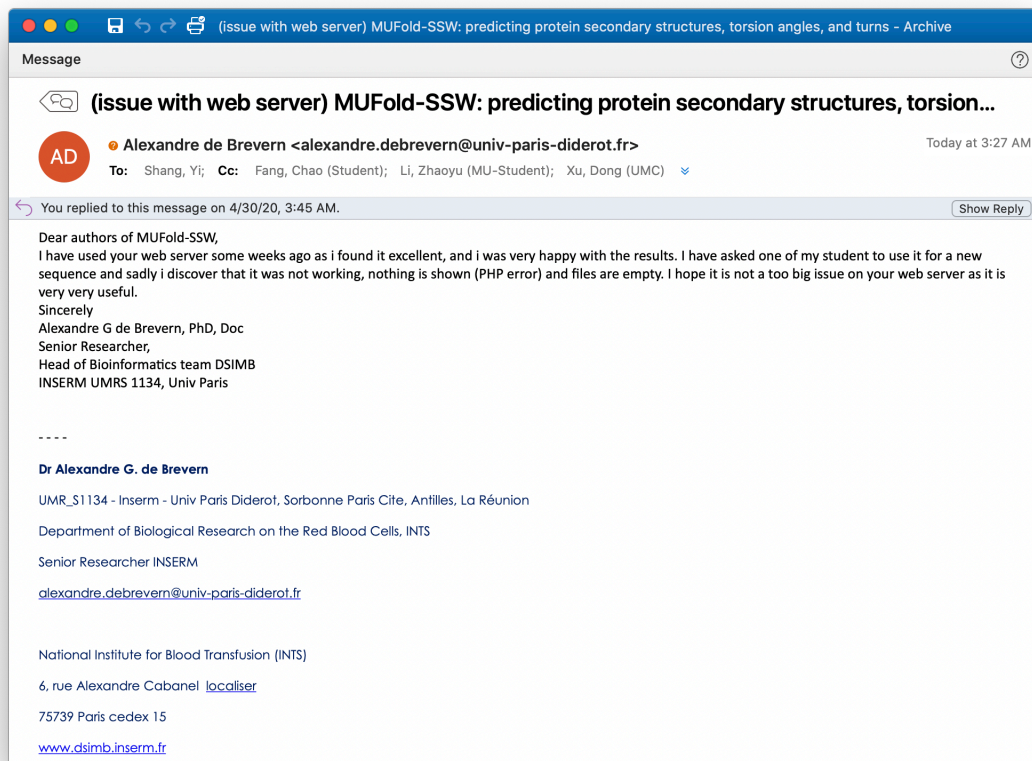 (issue with web server) MUFold-SSW: predicting protein secondary structures, torsion angles, and turns - Archive
Message
(issue with web server) MUFold-SSW: predicting protein secondary structures, torsion...
AD
Alexandre de Brevern <alexandre.debrevern@univ-paris-diderot.fr>
Today at 3:27 AM
To: Shang, Yi; Cc: Fang, Chao (Student); Li, Zhaoyu (MU-Student); Xu, Dong (UMC)
You replied to this message on 4/30/20, 3:45 AM.
Show Reply
Dear authors of MUFold-SSW,
I have used your web server some weeks ago as i found it excellent, and i was very happy with the results. I have asked one of my student to use it for a new
sequence and sadly i discover that it was not working, nothing is shown (PHP error) and files are empty. I hope it is not a too big issue on your web server as it is
very very useful.
Sincerely
Alexandre G de Brevern, PhD, Doc
Senior Researcher,
Head of Bioinformatics team DSIMB
INSERM UMRS 1134, Univ Paris
- - - -
Dr Alexandre G. de Brevern
UMR_S1134 - Inserm - Univ Paris Diderot, Sorbonne Paris Cite, Antilles, La Réunion
Department of Biological Research on the Red Blood Cells, INTS
Senior Researcher INSERM
alexandre.debrevern@univ-paris-diderot.fr
National Institute for Blood Transfusion (INTS)
6, rue Alexandre Cabanel localiser
75739 Paris cedex 15
www.dsimb.inserm.fr